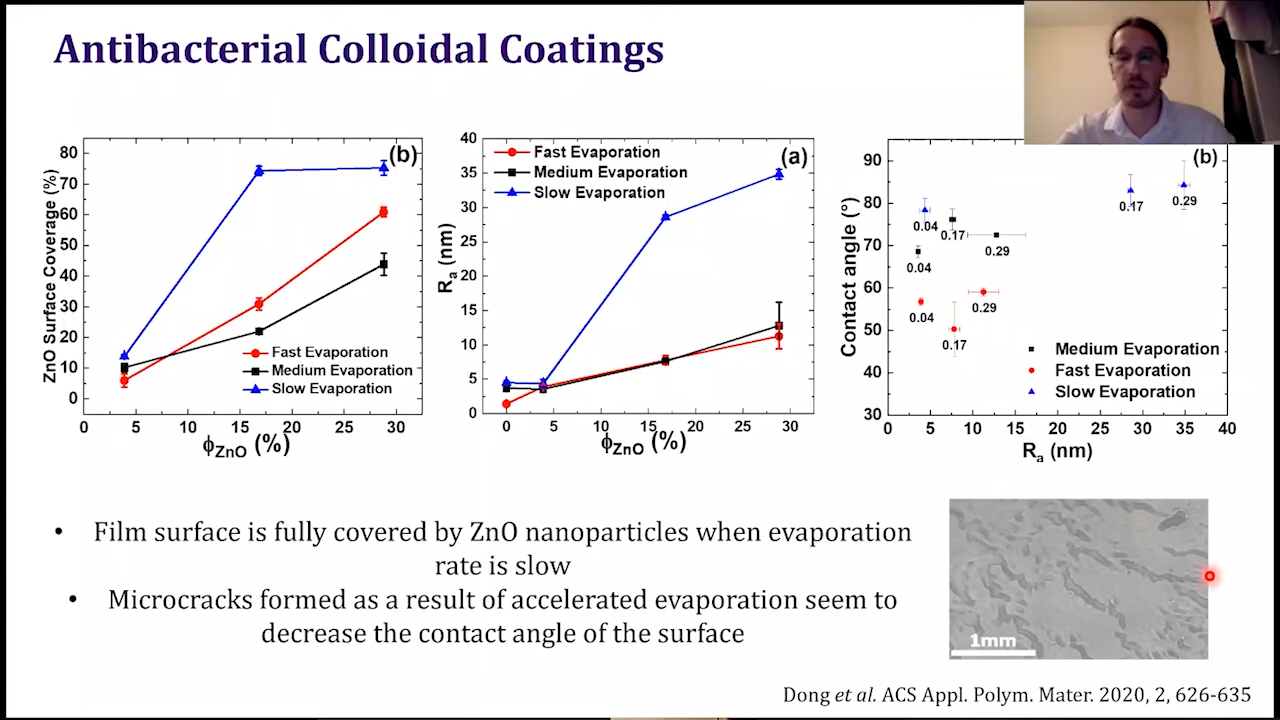 Antibacterial Colloidal Coatings
(b)
80
70
60
50
40
30
20
10
0
ZnO Surface Coverage (%)
Fast Evaporation
Medium Evaporation
Slow Evaporation
0 5 10 15 20 25 30
ϕZnO (%)
(a)
40
35
30
25
20
15
10
5
0
Ra (nm)
Fast Evaporation
Medium Evaporation
Slow Evaporation
0 5 10 15 20 25 30
ϕZnO (%)
(b)
90
80
70
60
50
40
30
Contact angle (°)
0.04
0.17
0.29
0.04
0.17
0.29
0.04
0.17
0.29
Medium Evaporation
Fast Evaporation
Slow Evaporation
0 5 10 15 20 25 30 35 40
Ra (nm)
• Film surface is fully covered by ZnO nanoparticles when evaporation
rate is slow
• Microcracks formed as a result of accelerated evaporation seem to
decrease the contact angle of the surface
1mm
Dong et al. ACS Appl. Polym. Mater. 2020, 2, 626-635